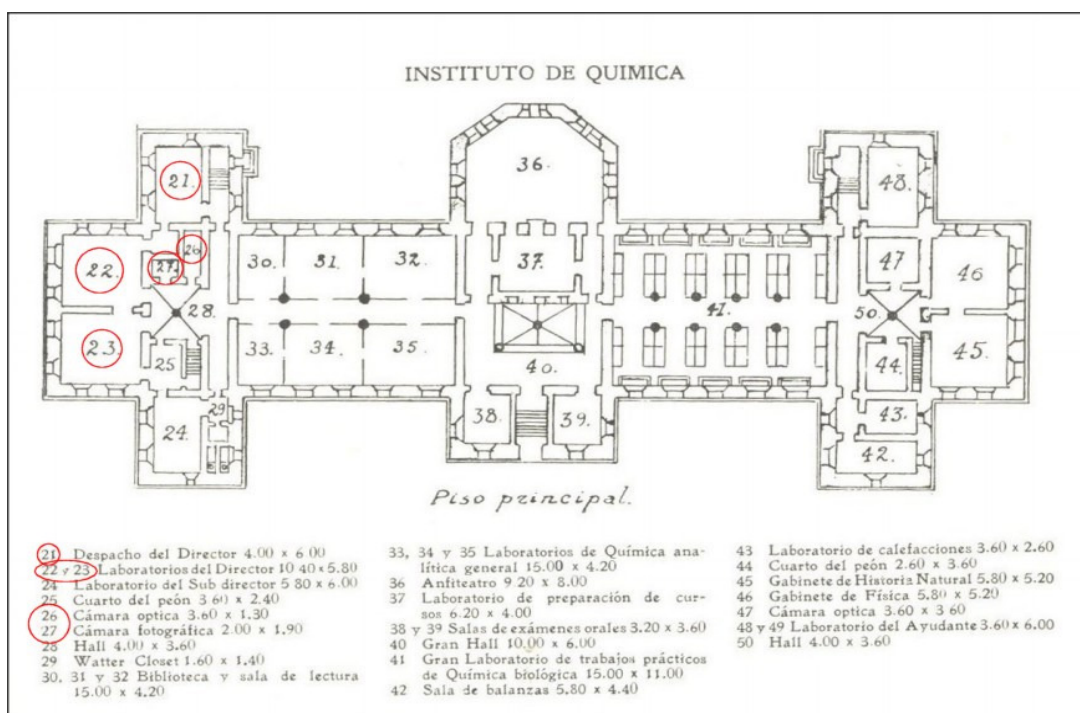 INSTITUTO DE QUIMICA
36.
21.
48.
26
27.
22.
30.
31.
32
37.
47
46
28.
41.
50.
23.
25
33.
34.
35.
40.
44
45.
24.
29
38
39.
43
42.
Piso principal.
21 Despacho del Director 4.00 x 6 00
22 y 23 Laboratorios del Director 10 40 x 5.80
24 Laboratorio del Sub director 5 80 x 6.00
25 Cuarto del peón 3 60 x 2.40
26 Cámara optica 3.60 x 1.30
27 Cámara fotográfica 2.00 x 1.90
28 Hall 4.00 x 3.60
29 Watter Closet 1.60 x 1.40
30, 31 y 32 Biblioteca y sala de lectura
15.00 x 4.20
33, 34 y 35 Laboratorios de Química ana-
lítica general 15.00 x 4.20
36 Anfiteatro 9 20 x 8.00
37 Laboratorio de preparación de cur-
sos 6.20 x 4.00
38 y 39 Salas de exámenes orales 3.20 x 3.60
40 Gran Hall 10.00 x 6.00
41 Gran Laboratorio de trabajos prácticos
de Química biológica 15.00 x 11.00
42 Sala de balanzas 5.80 x 4.40
43 Laboratorio de calefacciones 3.60 x 2.60
44 Cuarto del peón 2.60 x 3.60
45 Gabinete de Historia Natural 5.80 x 5.20
46 Gabinete de Física 5.80 x 5.20
47 Cámara optica 3.60 x 3 60
48 y 49 Laboratorio del Ayudante 3.60 x 6.00
50 Hall 4.00 x 3.60